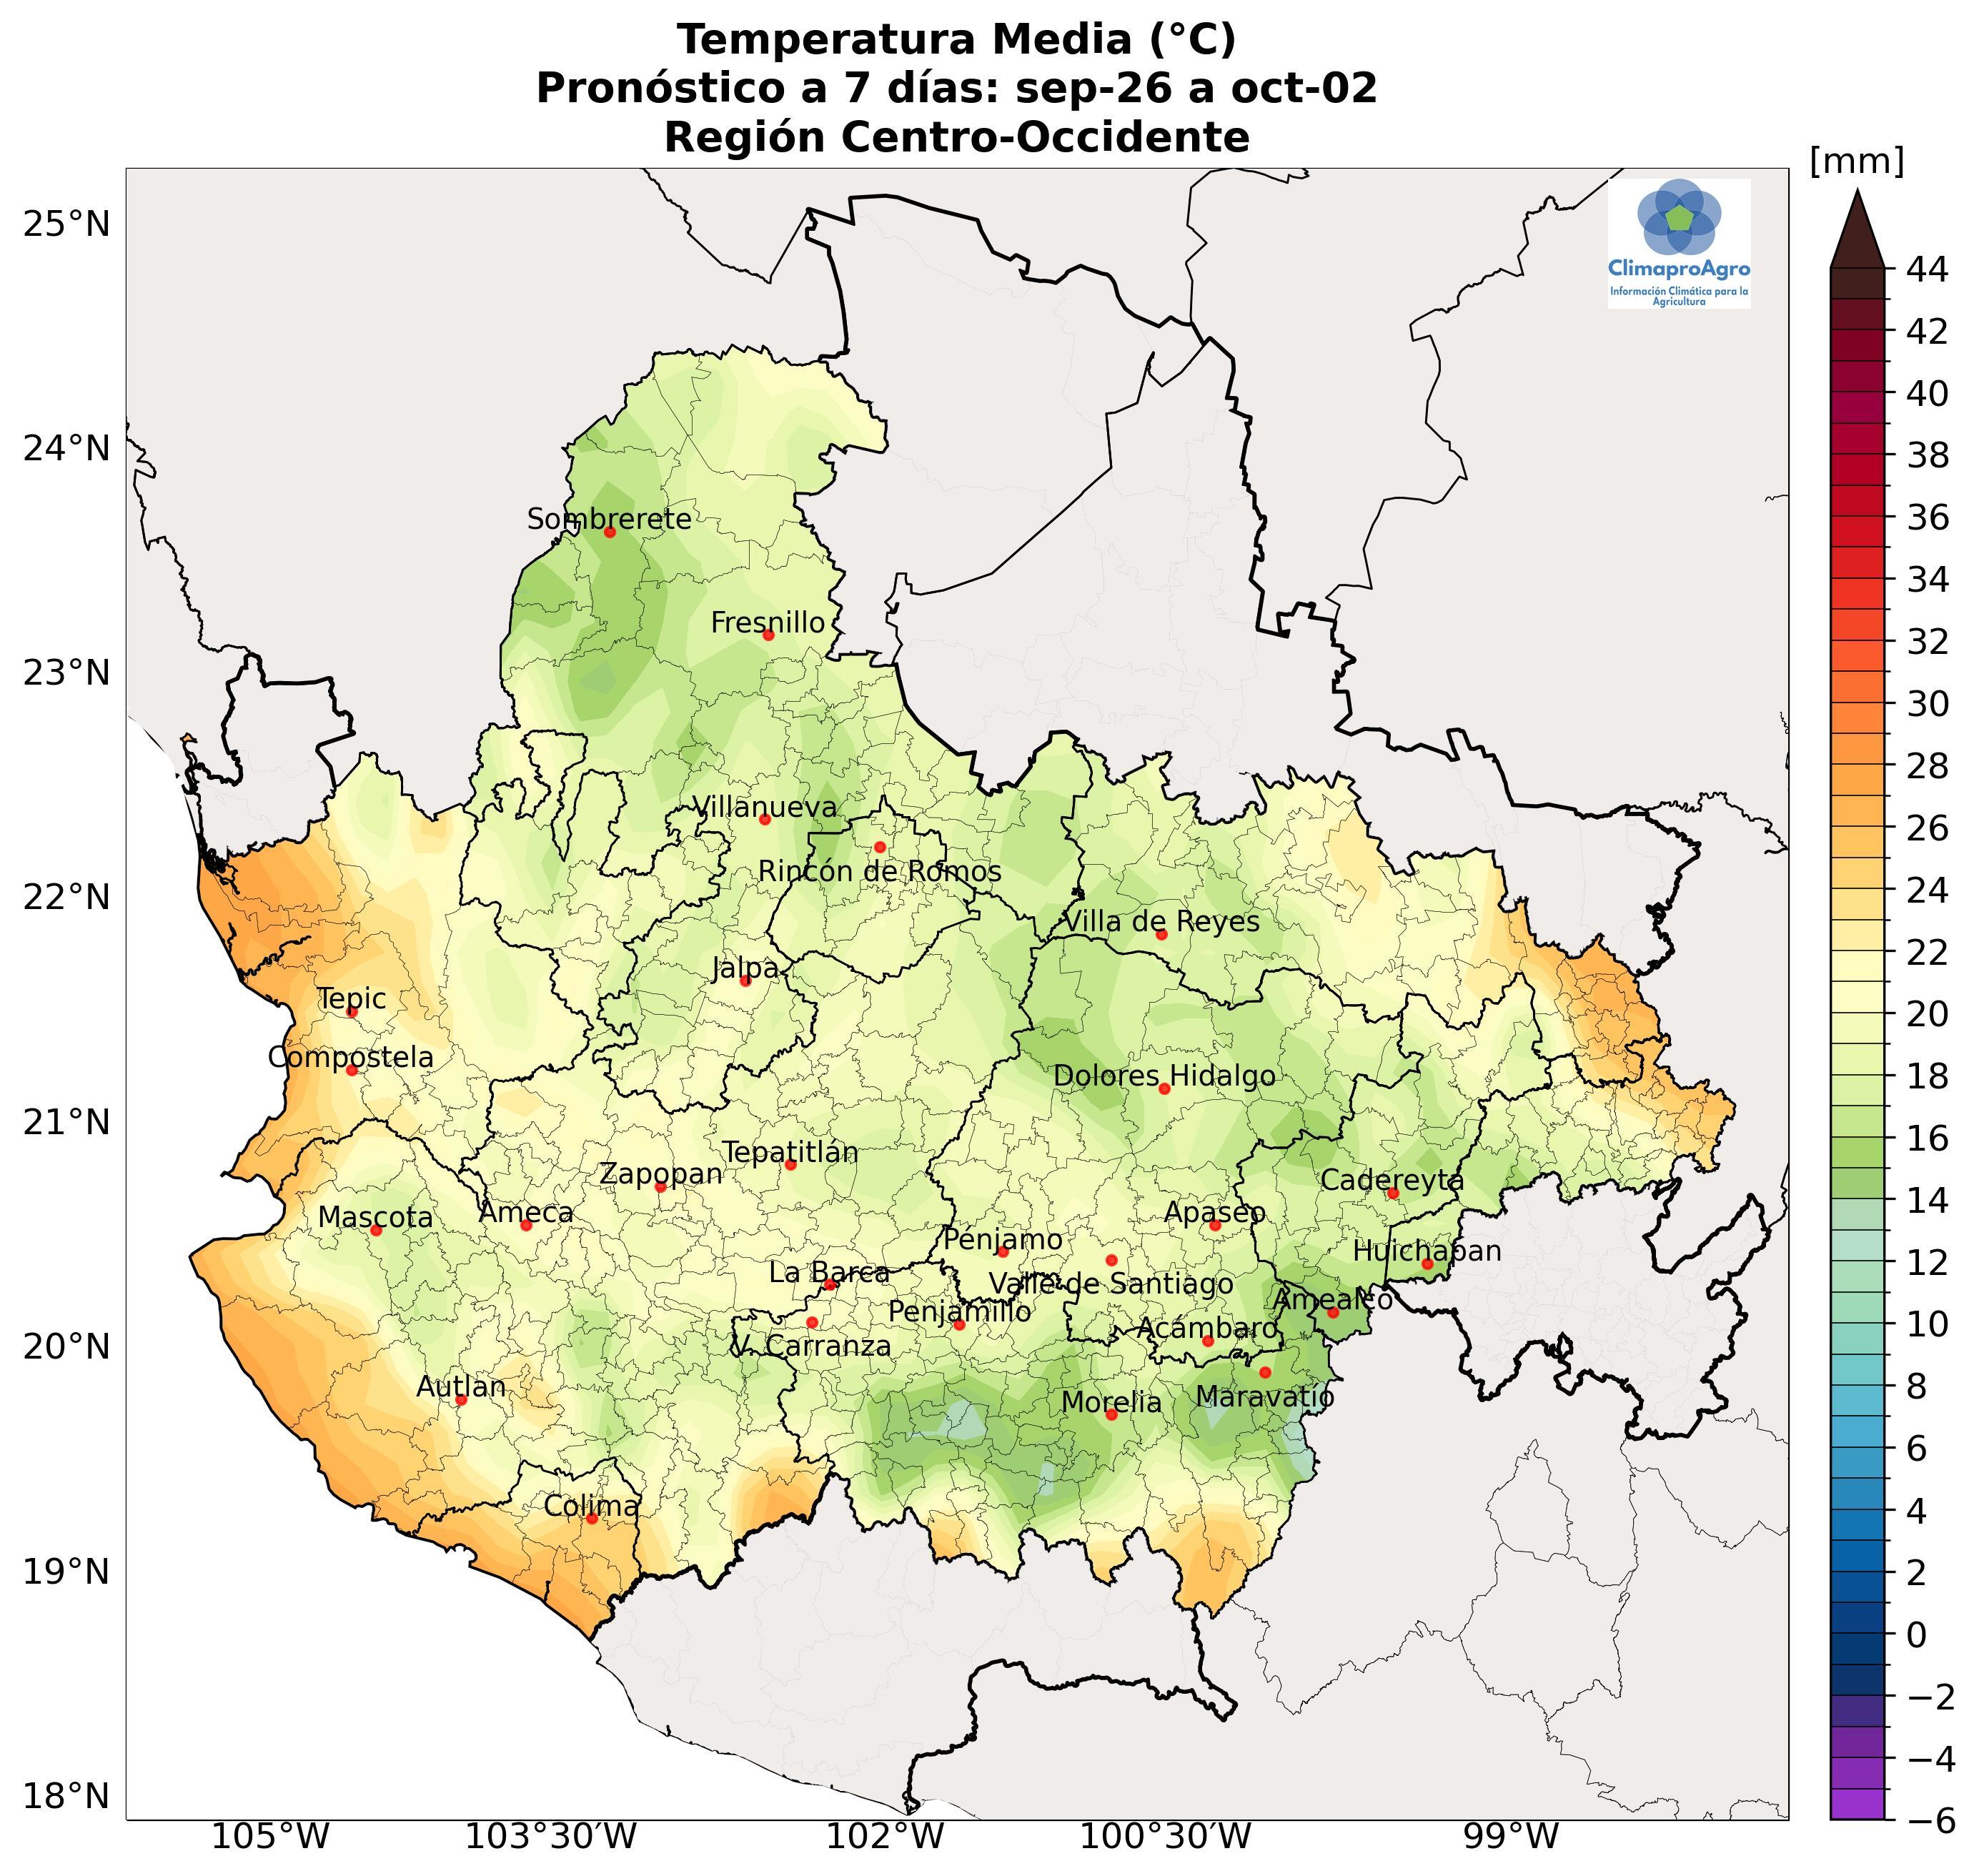 Temperatura Media (°C)
Pronóstico a 7 días: sep-26 a oct-02
Región Centro-Occidente
[mm]
25°N
24°N
23°N
22°N
21°N
20°N
19°N
18°N
ClimaproAgro
Información Climática para la
Agricultura
Sombrerete
Fresnillo
Villanueva
Rincón de Romos
Villa de Reyes
Jalpa
Tepic
Compostela
Dolores Hidalgo
Tepatitlán
Zapopan
Cadereyta
Mascota
Ameca
Apaseo
Pénjamo
Huichapan
La Barca
Valle de Santiago
Amealco
Penjamillo
Acámbaro
V. Carranza
Autlan
Maravatio
Morelia
Colima
44
42
40
38
36
34
32
30
28
26
24
22
20
18
16
14
12
10
8
6
4
2
0
−2
−4
−6
105°W
103°30′W
102°W
100°30′W
99°W